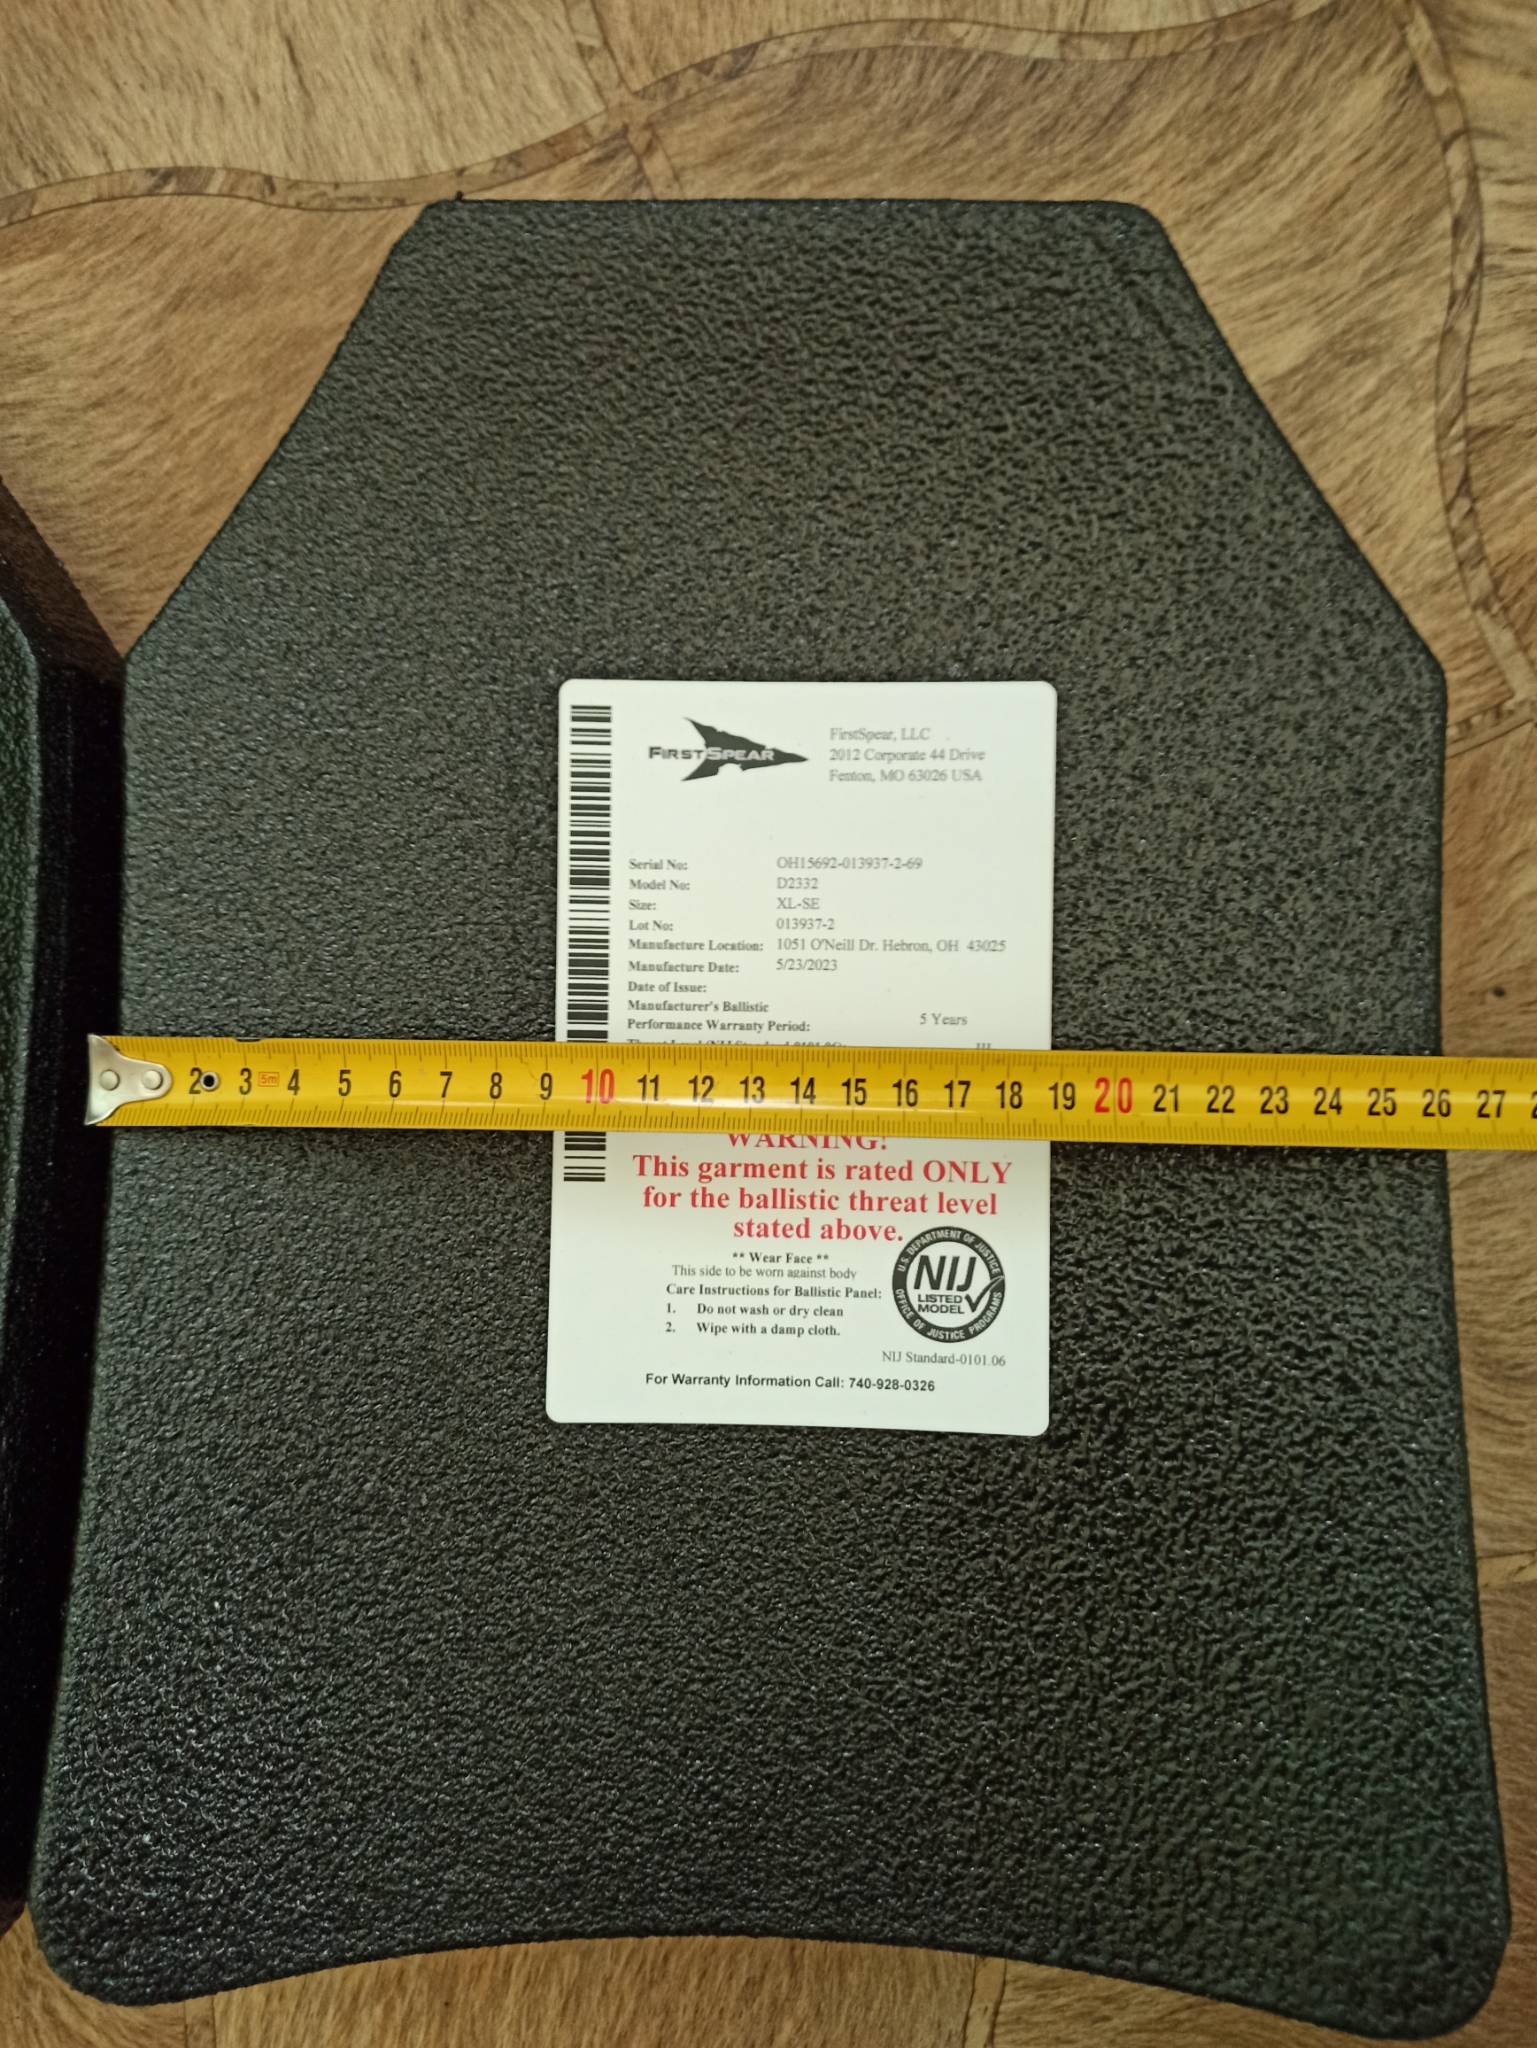 FIRSTSPEAR
FirstSpear, LLC
2012 Corporate 44 Drive
Fenton, MO 63026 USA
Serial No: OH15692-013937-2-69
Model No: D2332
Size: XL-SE
Lot No: 013937-2
Manufacture Location: 1051 O'Neill Dr. Hebron, OH 43025
Manufacture Date: 5/23/2023
Date of Issue:
Manufacturer's Ballistic
Performance Warranty Period: 5 Years
2 3 5m 4 5 6 7 8 9 10 11 12 13 14 15 16 17 18 19 20 21 22 23 24 25 26 27
WARNING!
This garment is rated ONLY
for the ballistic threat level
stated above.
** Wear Face **
This side to be worn against body
Care Instructions for Ballistic Panel:
1. Do not wash or dry clean
2. Wipe with a damp cloth.
U.S. DEPARTMENT OF JUSTICE
NIJ
LISTED
MODEL
OFFICE OF JUSTICE PROGRAMS
NIJ Standard-0101.06
For Warranty Information Call: 740-928-0326